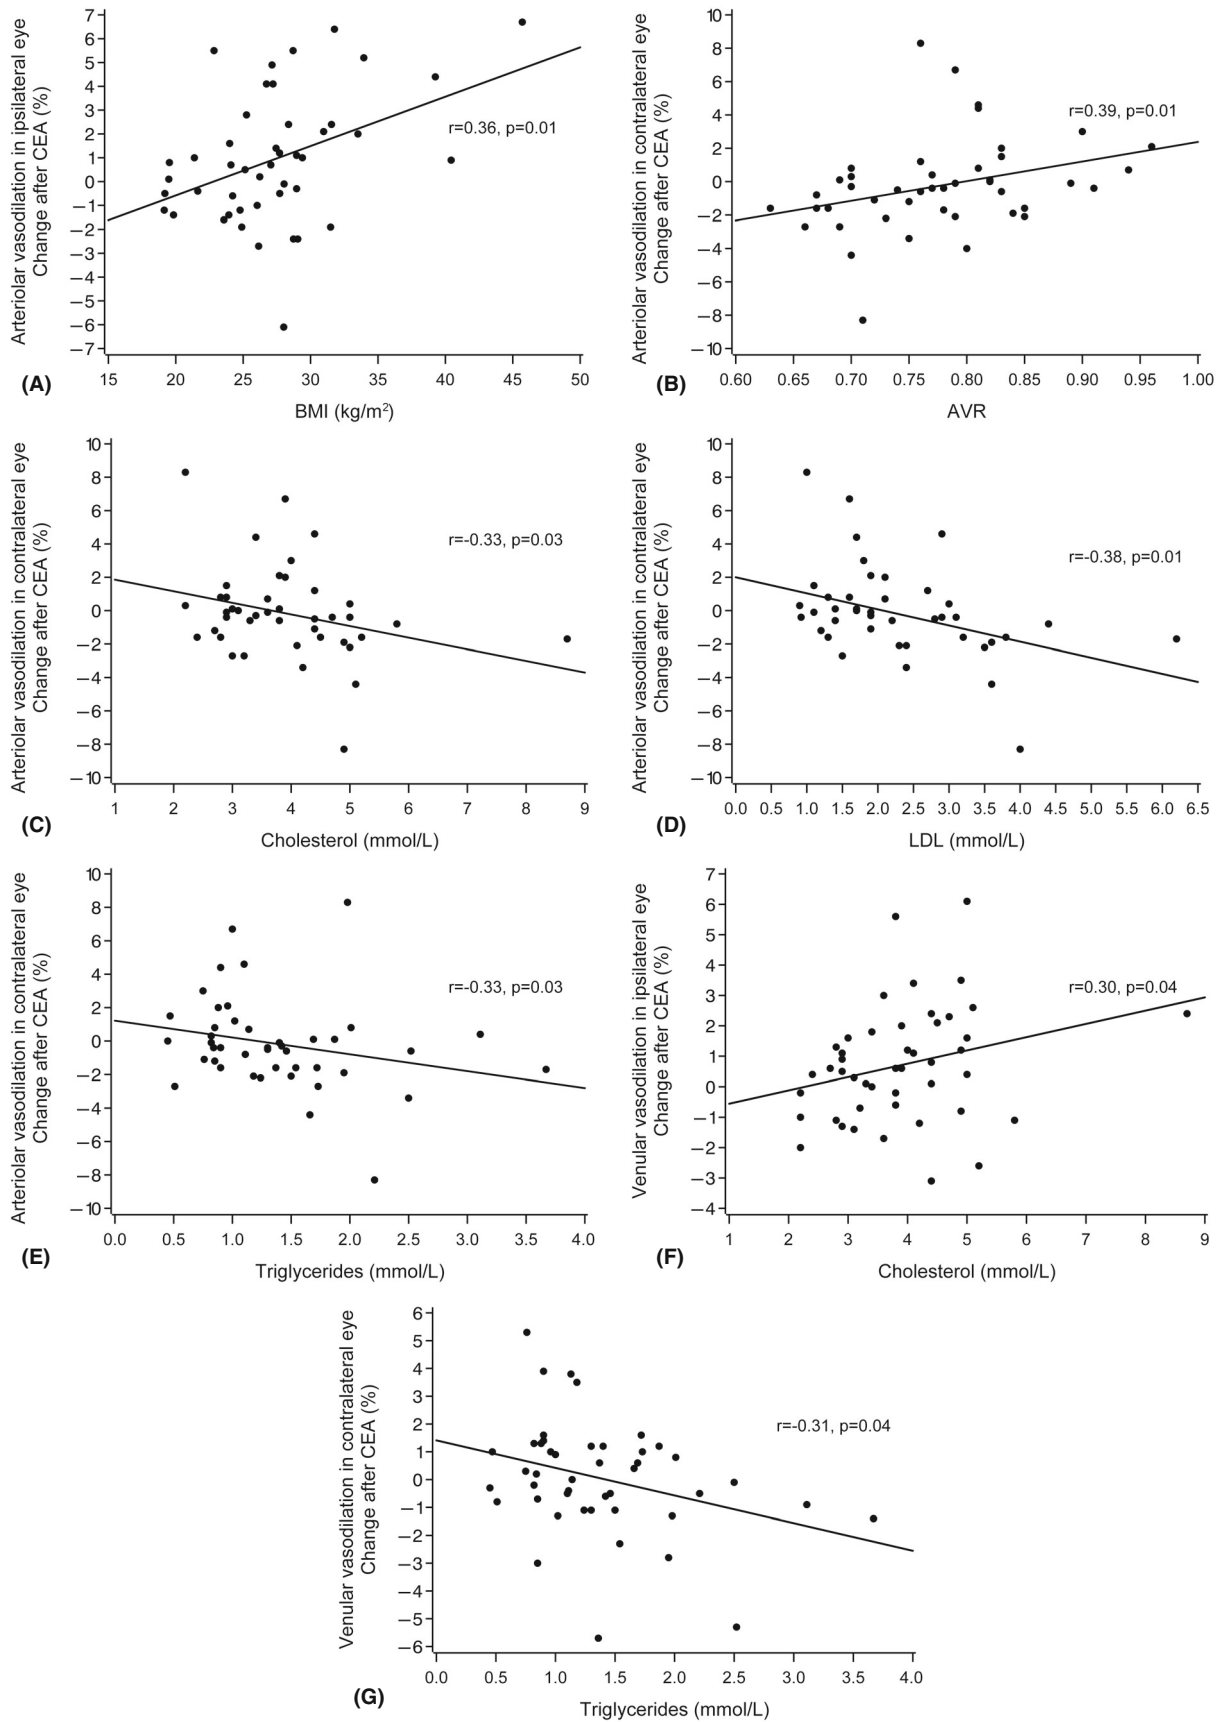 Arteriolar vasodilation in ipsilateral eye
Change after CEA (%)
7
6
5
4
3
2
1
0
−1
−2
−3
−4
−5
−6
−7
r=0.36, p=0.01
15 20 25 30 35 40 45 50
(A)
BMI (kg/m²)
Arteriolar vasodilation in contralateral eye
Change after CEA (%)
10
8
6
4
2
0
−2
−4
−6
−8
−10
r=0.39, p=0.01
0.60 0.65 0.70 0.75 0.80 0.85 0.90 0.95 1.00
(B)
AVR
Arteriolar vasodilation in contralateral eye
Change after CEA (%)
10
8
6
4
2
0
−2
−4
−6
−8
−10
r=-0.33, p=0.03
1 2 3 4 5 6 7 8 9
(C)
Cholesterol (mmol/L)
Arteriolar vasodilation in contralateral eye
Change after CEA (%)
10
8
6
4
2
0
−2
−4
−6
−8
−10
r=-0.38, p=0.01
0.0 0.5 1.0 1.5 2.0 2.5 3.0 3.5 4.0 4.5 5.0 5.5 6.0 6.5
(D)
LDL (mmol/L)
Arteriolar vasodilation in contralateral eye
Change after CEA (%)
10
8
6
4
2
0
−2
−4
−6
−8
−10
r=-0.33, p=0.03
0.0 0.5 1.0 1.5 2.0 2.5 3.0 3.5 4.0
(E)
Triglycerides (mmol/L)
Venular vasodilation in ipsilateral eye
Change after CEA (%)
7
6
5
4
3
2
1
0
−1
−2
−3
−4
r=0.30, p=0.04
1 2 3 4 5 6 7 8 9
(F)
Cholesterol (mmol/L)
Venular vasodilation in contralateral eye
Change after CEA (%)
6
5
4
3
2
1
0
−1
−2
−3
−4
−5
−6
r=-0.31, p=0.04
0.0 0.5 1.0 1.5 2.0 2.5 3.0 3.5 4.0
(G)
Triglycerides (mmol/L)